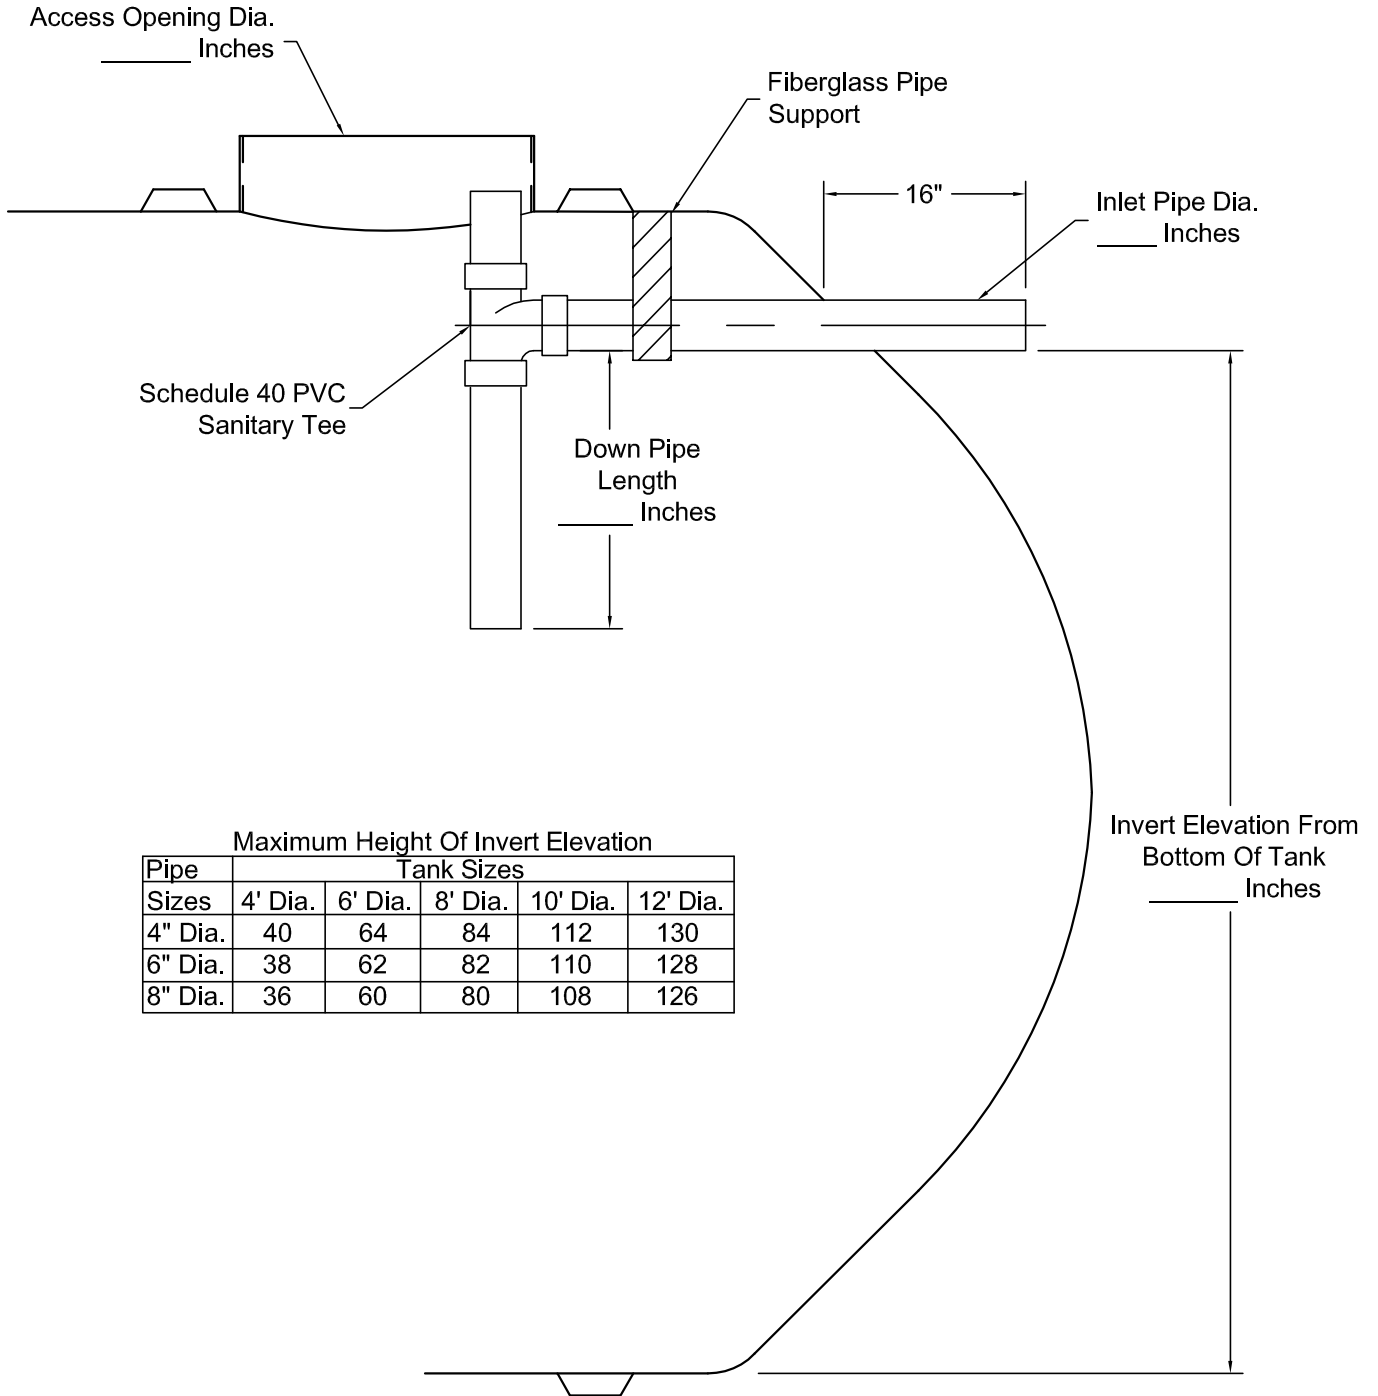 Access Opening Dia.
______ Inches
Fiberglass Pipe
Support
16"
Inlet Pipe Dia.
____ Inches
Schedule 40 PVC
Sanitary Tee
Down Pipe
Length
_____ Inches
Maximum Height Of Invert Elevation
Pipe Tank Sizes
Sizes 4' Dia. 6' Dia. 8' Dia. 10' Dia. 12' Dia.
4" Dia. 40 64 84 112 130
6" Dia. 38 62 82 110 128
8" Dia. 36 60 80 108 126
Invert Elevation From
Bottom Of Tank
______ Inches